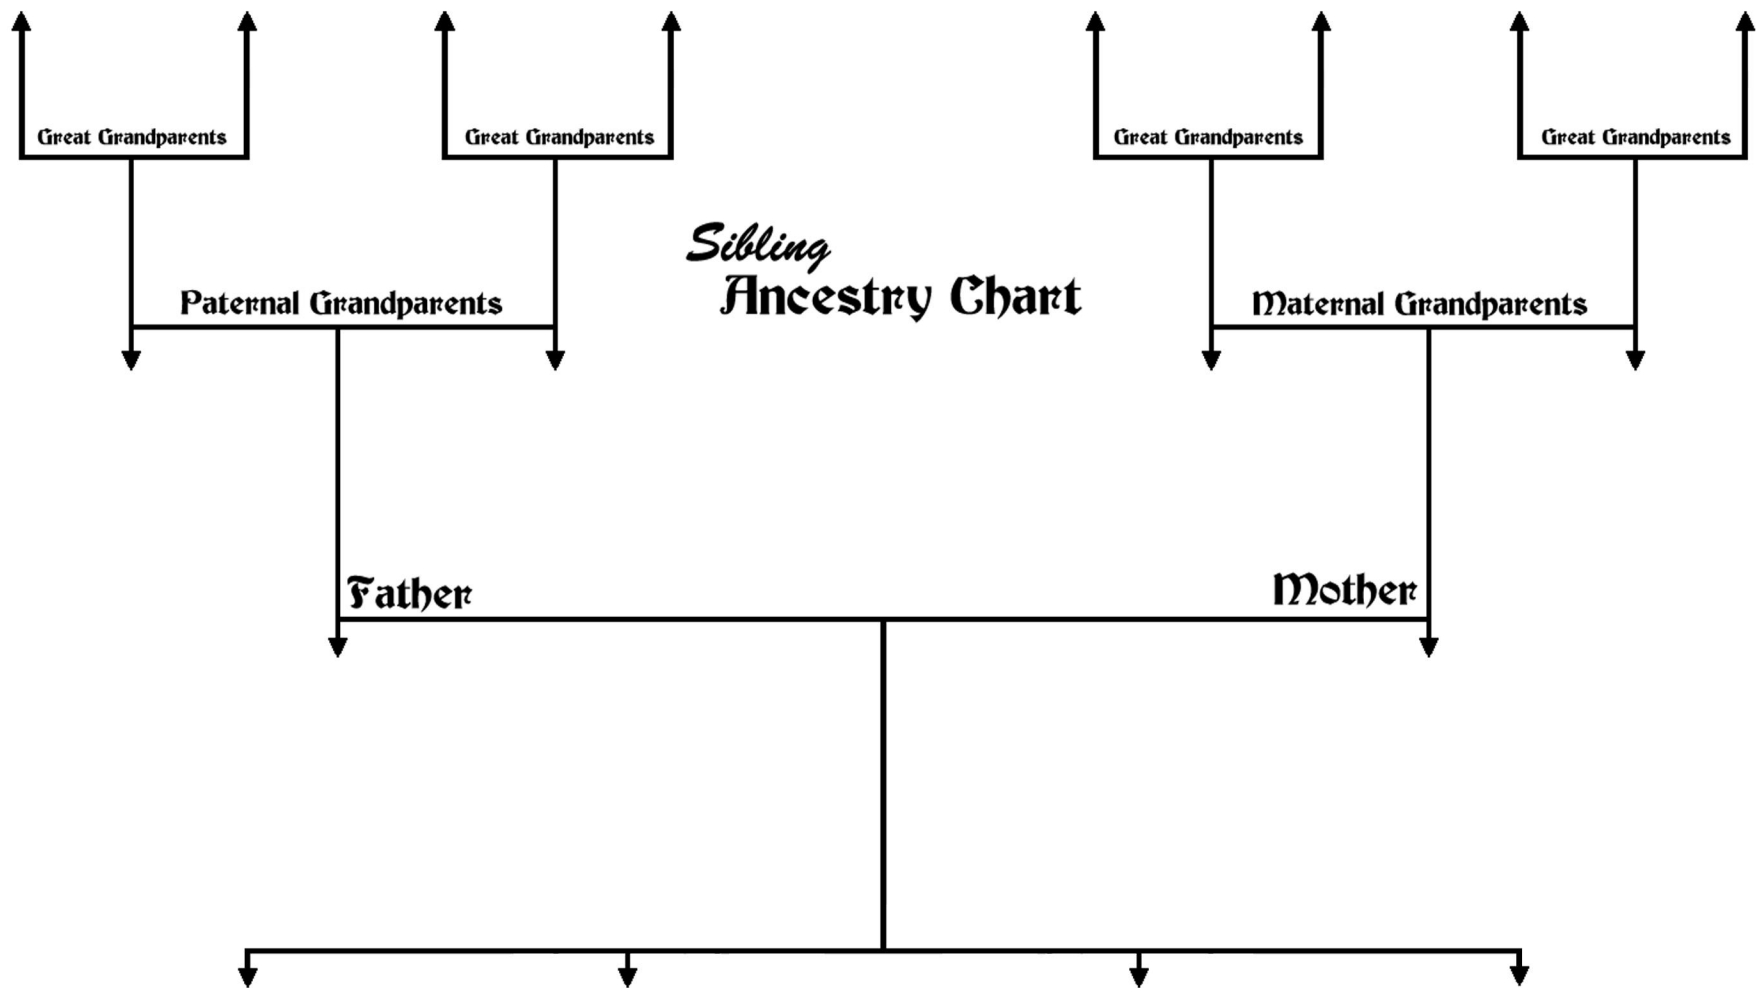 Great Grandparents
Great Grandparents
Great Grandparents
Great Grandparents
Sibling
Ancestry Chart
Paternal Grandparents
Maternal Grandparents
Father
Mother